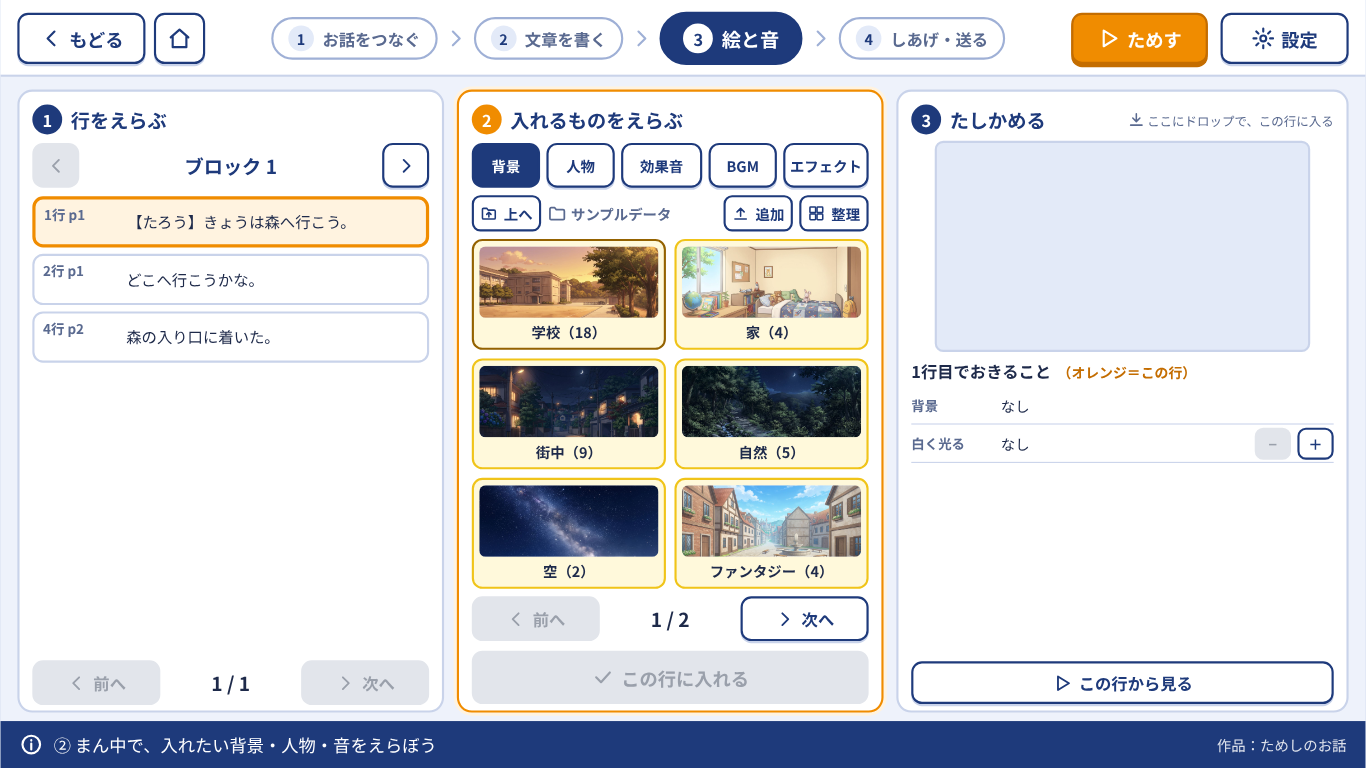 もどる
1 お話をつなぐ
2 文章を書く
3 絵と音
4 しあげ・送る
ためす
設定
1 行をえらぶ
ブロック 1
1行 p1 【たろう】きょうは森へ行こう。
2行 p1 どこへ行こうかな。
4行 p2 森の入り口に着いた。
前へ 1 / 1 次へ
2 入れるものをえらぶ
背景 人物 効果音 BGM エフェクト
上へ サンプルデータ 追加 整理
学校（18） 家（4）
街中（9） 自然（5）
空（2） ファンタジー（4）
前へ 1 / 2 次へ
この行に入れる
3 たしかめる ここにドロップで、この行に入る
1行目でおきること （オレンジ＝この行）
背景 なし
白く光る なし − +
この行から見る
② まん中で、入れたい背景・人物・音をえらぼう
作品：ためしのお話